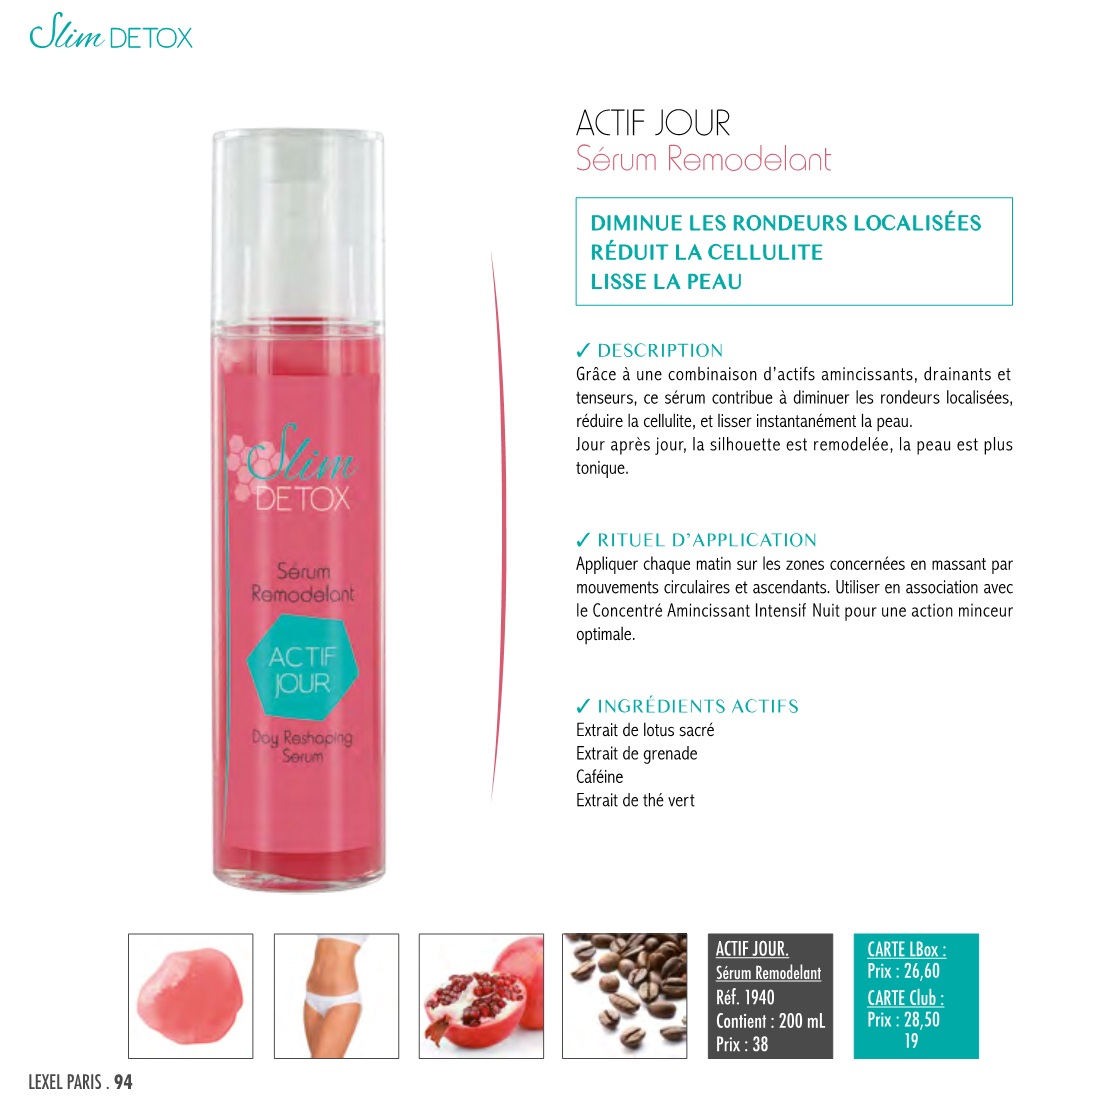 Slim DETOX
ACTIF JOUR
Sérum Remodelant
DIMINUE LES RONDEURS LOCALISÉES
RÉDUIT LA CELLULITE
LISSE LA PEAU
✓ DESCRIPTION
Grâce à une combinaison d'actifs amincissants, drainants et
tenseurs, ce sérum contribue à diminuer les rondeurs localisées,
réduire la cellulite, et lisser instantanément la peau.
Jour après jour, la silhouette est remodelée, la peau est plus
tonique.
✓ RITUEL D'APPLICATION
Appliquer chaque matin sur les zones concernées en massant par
mouvements circulaires et ascendants. Utiliser en association avec
le Concentré Amincissant Intensif Nuit pour une action minceur
optimale.
✓ INGRÉDIENTS ACTIFS
Extrait de lotus sacré
Extrait de grenade
Caféine
Extrait de thé vert
Slim
DETOX
Sérum
Remodelant
ACTIF
JOUR
Day Reshaping
Serum
ACTIF JOUR.
Sérum Remodelant
Réf. 1940
Contient : 200 mL
Prix : 38
CARTE LBox :
Prix : 26,60
CARTE Club :
Prix : 28,50
19
LEXEL PARIS . 94